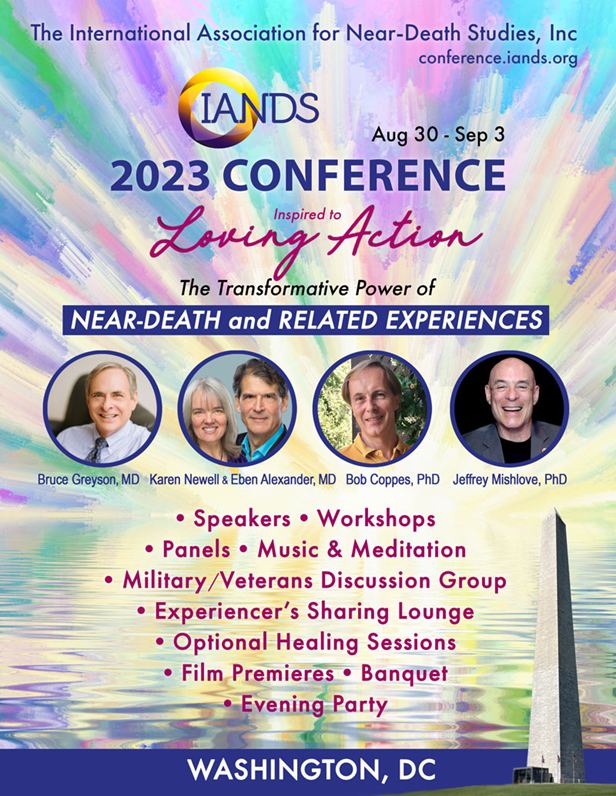 The International Association for Near-Death Studies, Inc
conference.iands.org
IANDS
Aug 30 - Sep 3
2023 CONFERENCE
Inspired to
Loving Action
The Transformative Power of
NEAR-DEATH and RELATED EXPERIENCES
Bruce Greyson, MD Karen Newell & Eben Alexander, MD Bob Coppes, PhD Jeffrey Mishlove, PhD
• Speakers • Workshops
• Panels • Music & Meditation
• Military/Veterans Discussion Group
• Experiencer's Sharing Lounge
• Optional Healing Sessions
• Film Premieres • Banquet
• Evening Party
WASHINGTON, DC